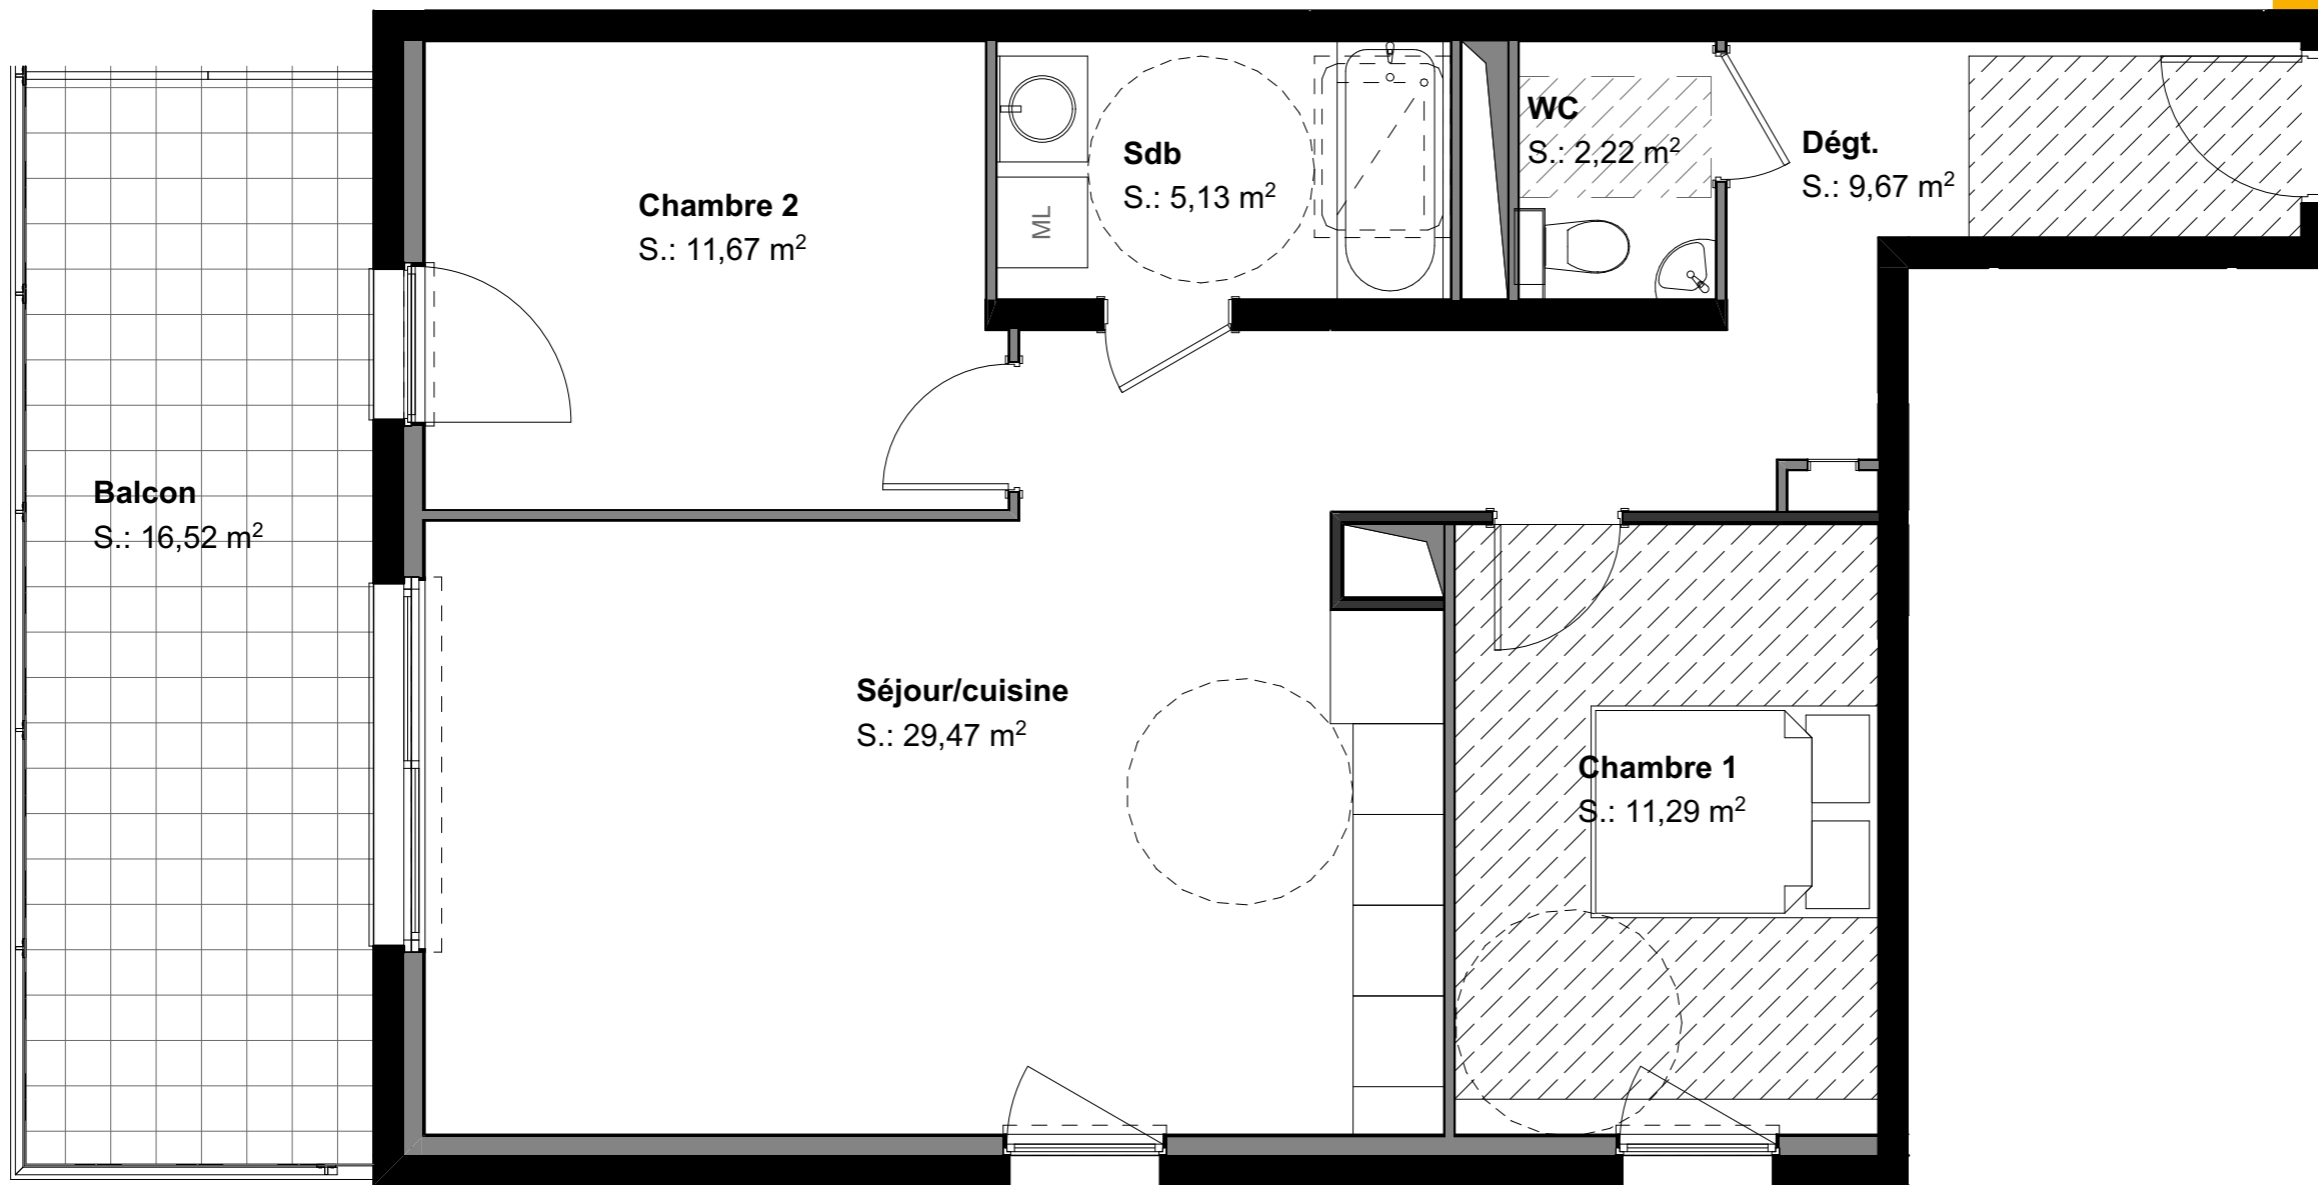 Chambre 2
S.: 11,67 m²
Sdb
S.: 5,13 m²
ML
WC
S.: 2,22 m²
Dégt.
S.: 9,67 m²
Balcon
S.: 16,52 m²
Séjour/cuisine
S.: 29,47 m²
Chambre 1
S.: 11,29 m²